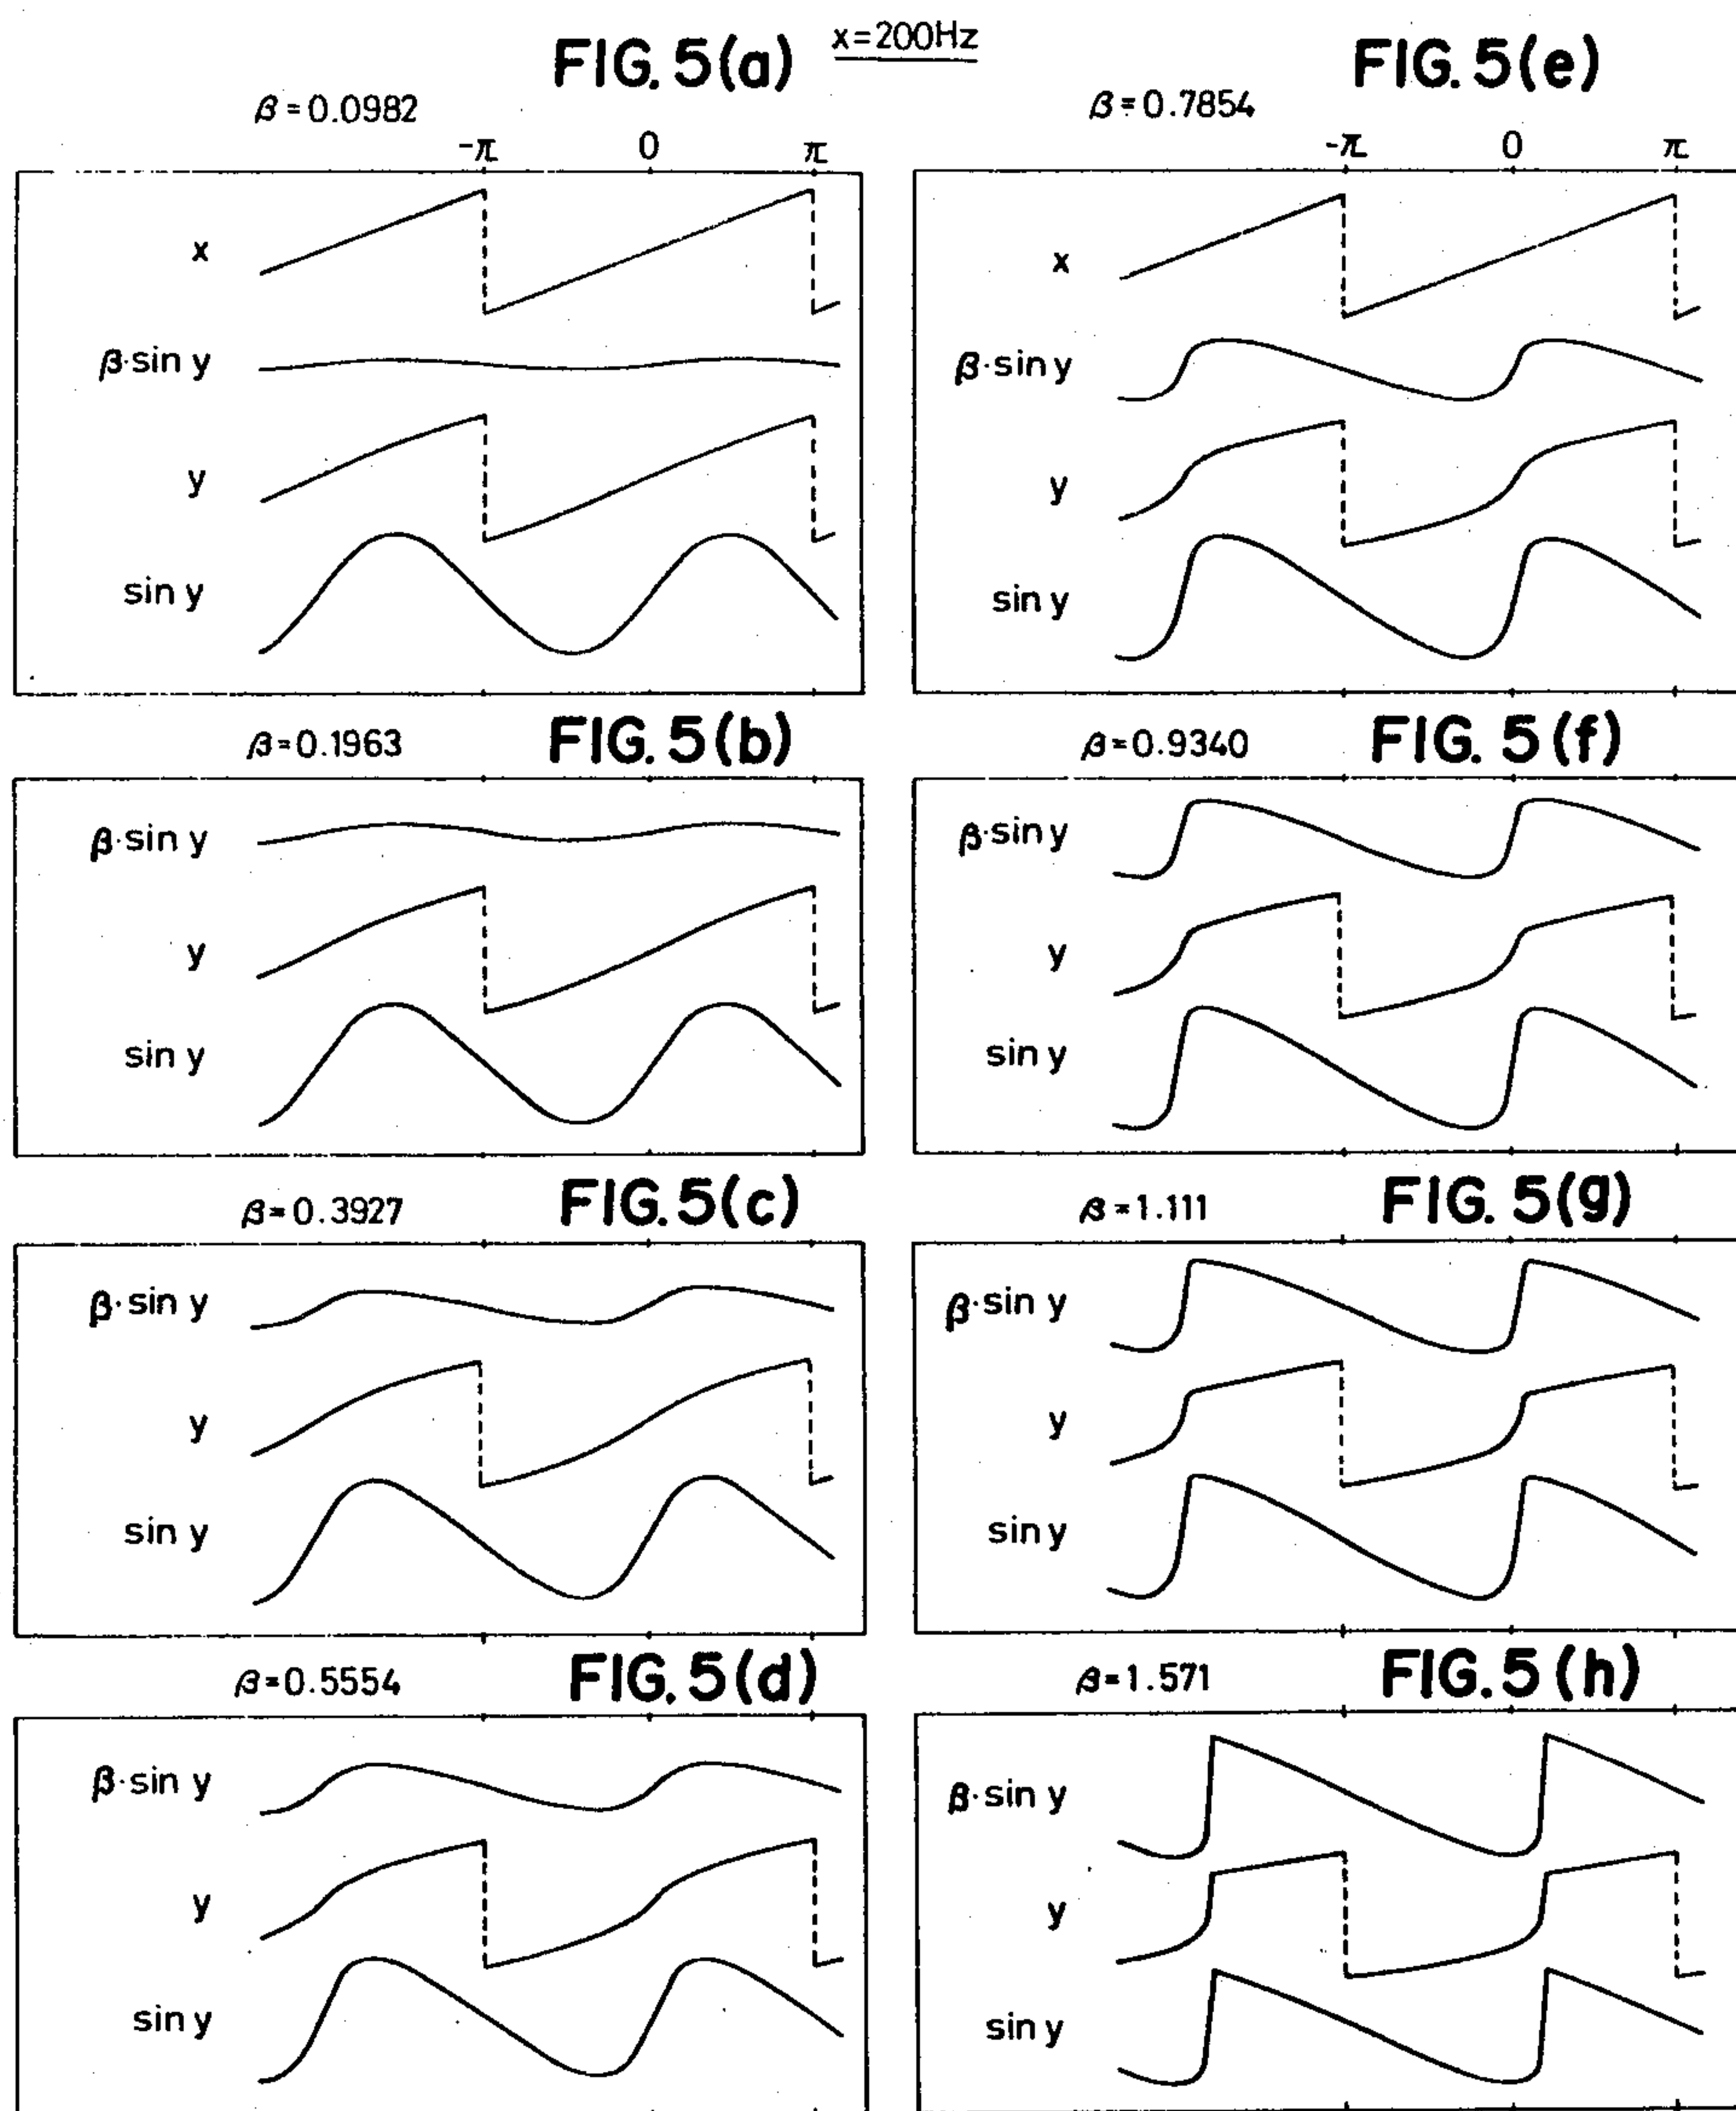 x=200Hz
FIG. 5(a)
β=0.0982
-π 0 π
x
β·sin y
y
sin y
FIG. 5(b)
β=0.1963
β·sin y
y
sin y
FIG. 5(c)
β=0.3927
β·sin y
y
sin y
FIG. 5(d)
β=0.5554
β·sin y
y
sin y
FIG. 5(e)
β=0.7854
-π 0 π
x
β·sin y
y
sin y
FIG. 5(f)
β=0.9340
β·sin y
y
sin y
FIG. 5(g)
β=1.111
β·sin y
y
sin y
FIG. 5(h)
β=1.571
β·sin y
y
sin y